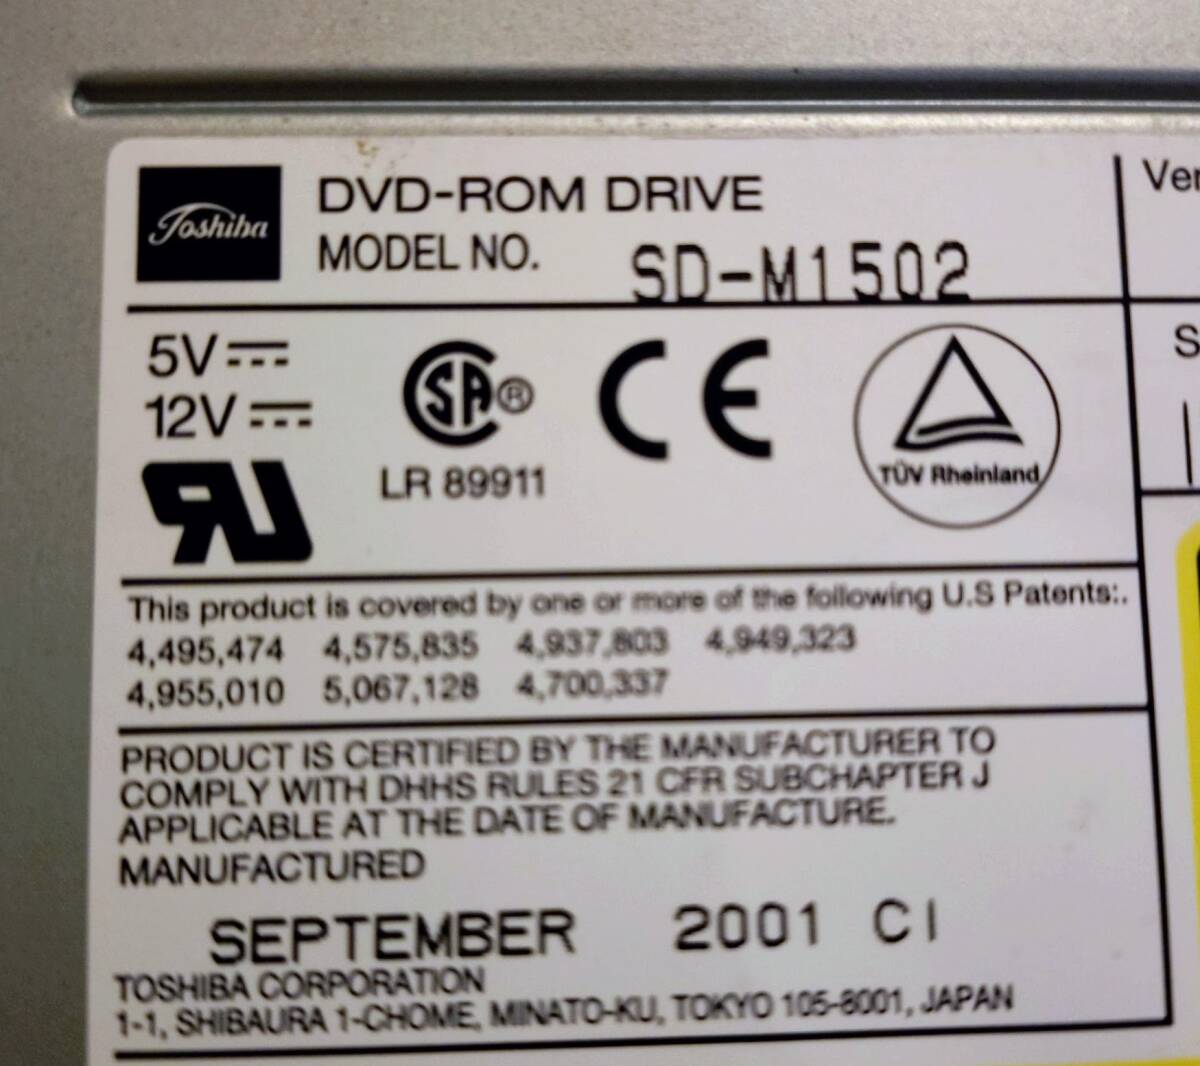 Toshiba
DVD-ROM DRIVE
MODEL NO. SD-M1502
Ver
5V
12V
SA®
LR 89911
CE
TÜV Rheinland
S
RU
This product is covered by one or more of the following U.S Patents:.
4,495,474 4,575,835 4,937,803 4,949,323
4,955,010 5,067,128 4,700,337
PRODUCT IS CERTIFIED BY THE MANUFACTURER TO
COMPLY WITH DHHS RULES 21 CFR SUBCHAPTER J
APPLICABLE AT THE DATE OF MANUFACTURE.
MANUFACTURED
SEPTEMBER 2001 CI
TOSHIBA CORPORATION
1-1, SHIBAURA 1-CHOME, MINATO-KU, TOKYO 105-8001, JAPAN